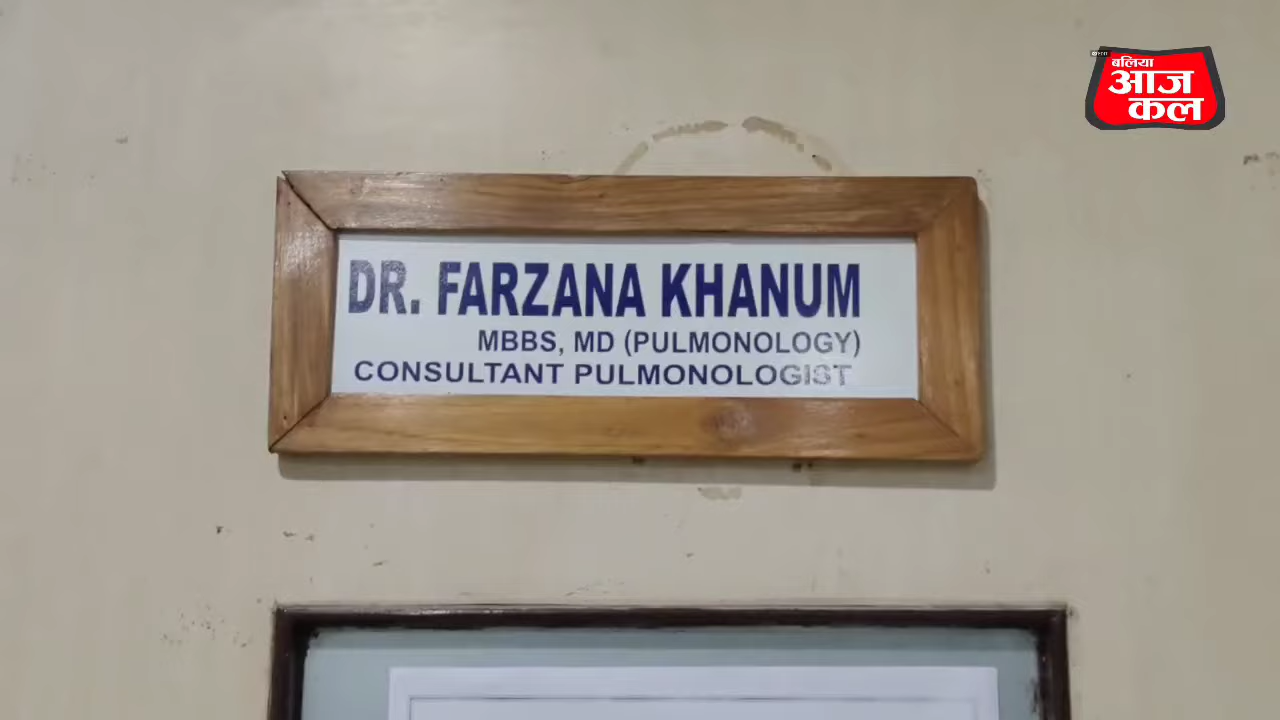 बलिया
आज
कल
DR. FARZANA KHANUM
MBBS, MD (PULMONOLOGY)
CONSULTANT PULMONOLOGIST